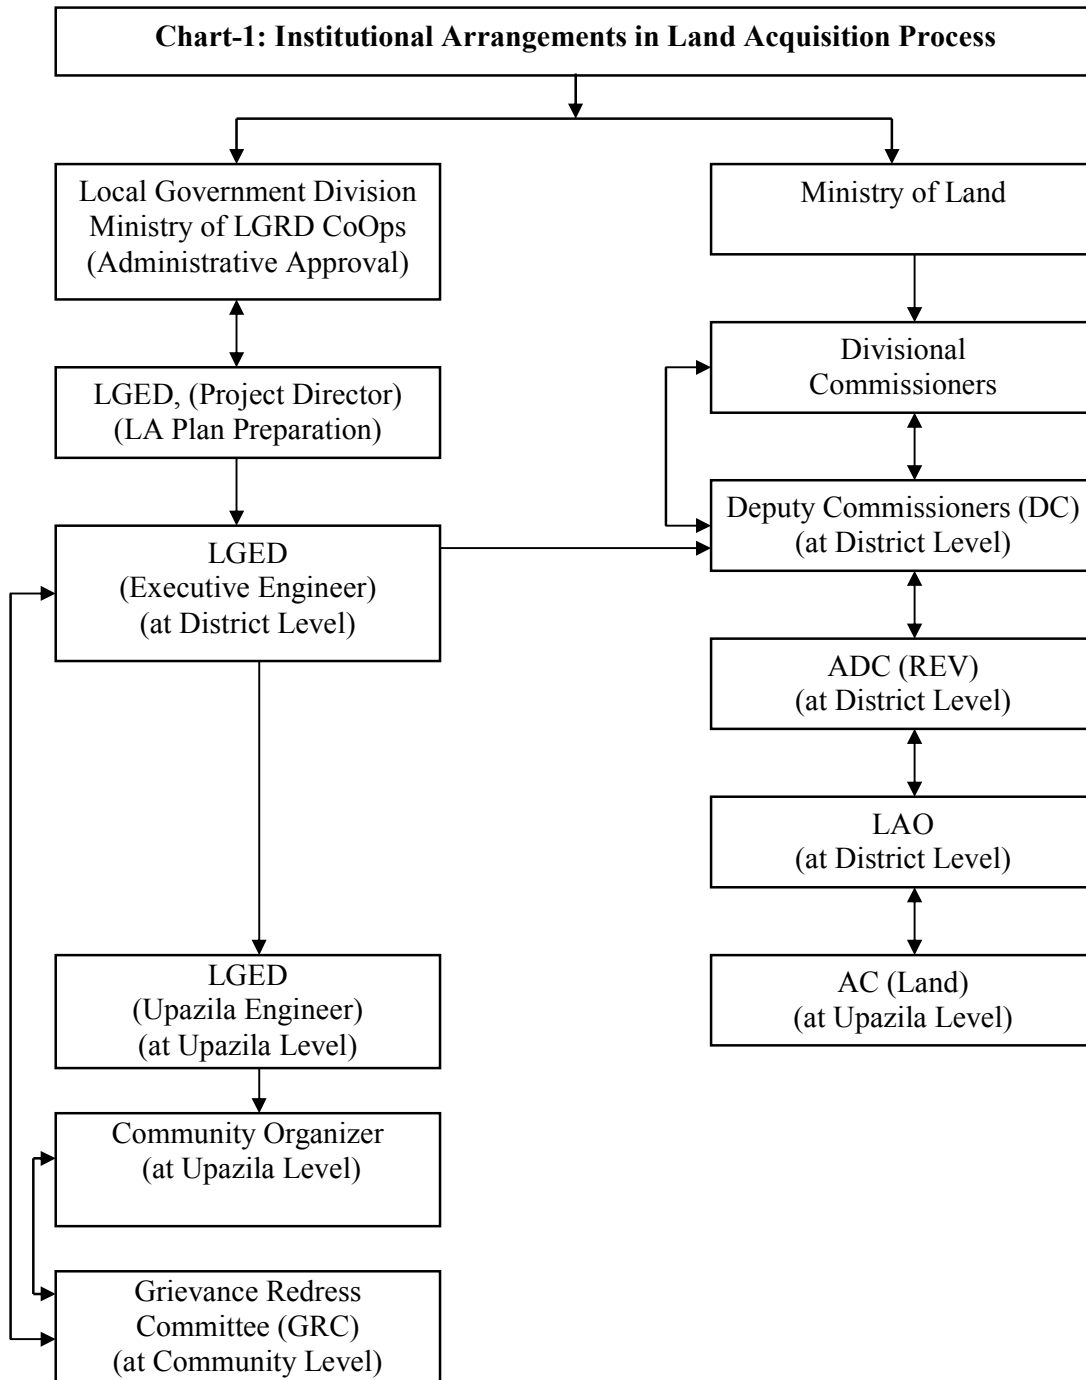 Chart-1: Institutional Arrangements in Land Acquisition Process
Local Government Division
Ministry of LGRD CoOps
(Administrative Approval)
LGED, (Project Director)
(LA Plan Preparation)
LGED
(Executive Engineer)
(at District Level)
LGED
(Upazila Engineer)
(at Upazila Level)
Community Organizer
(at Upazila Level)
Grievance Redress
Committee (GRC)
(at Community Level)
Ministry of Land
Divisional
Commissioners
Deputy Commissioners (DC)
(at District Level)
ADC (REV)
(at District Level)
LAO
(at District Level)
AC (Land)
(at Upazila Level)